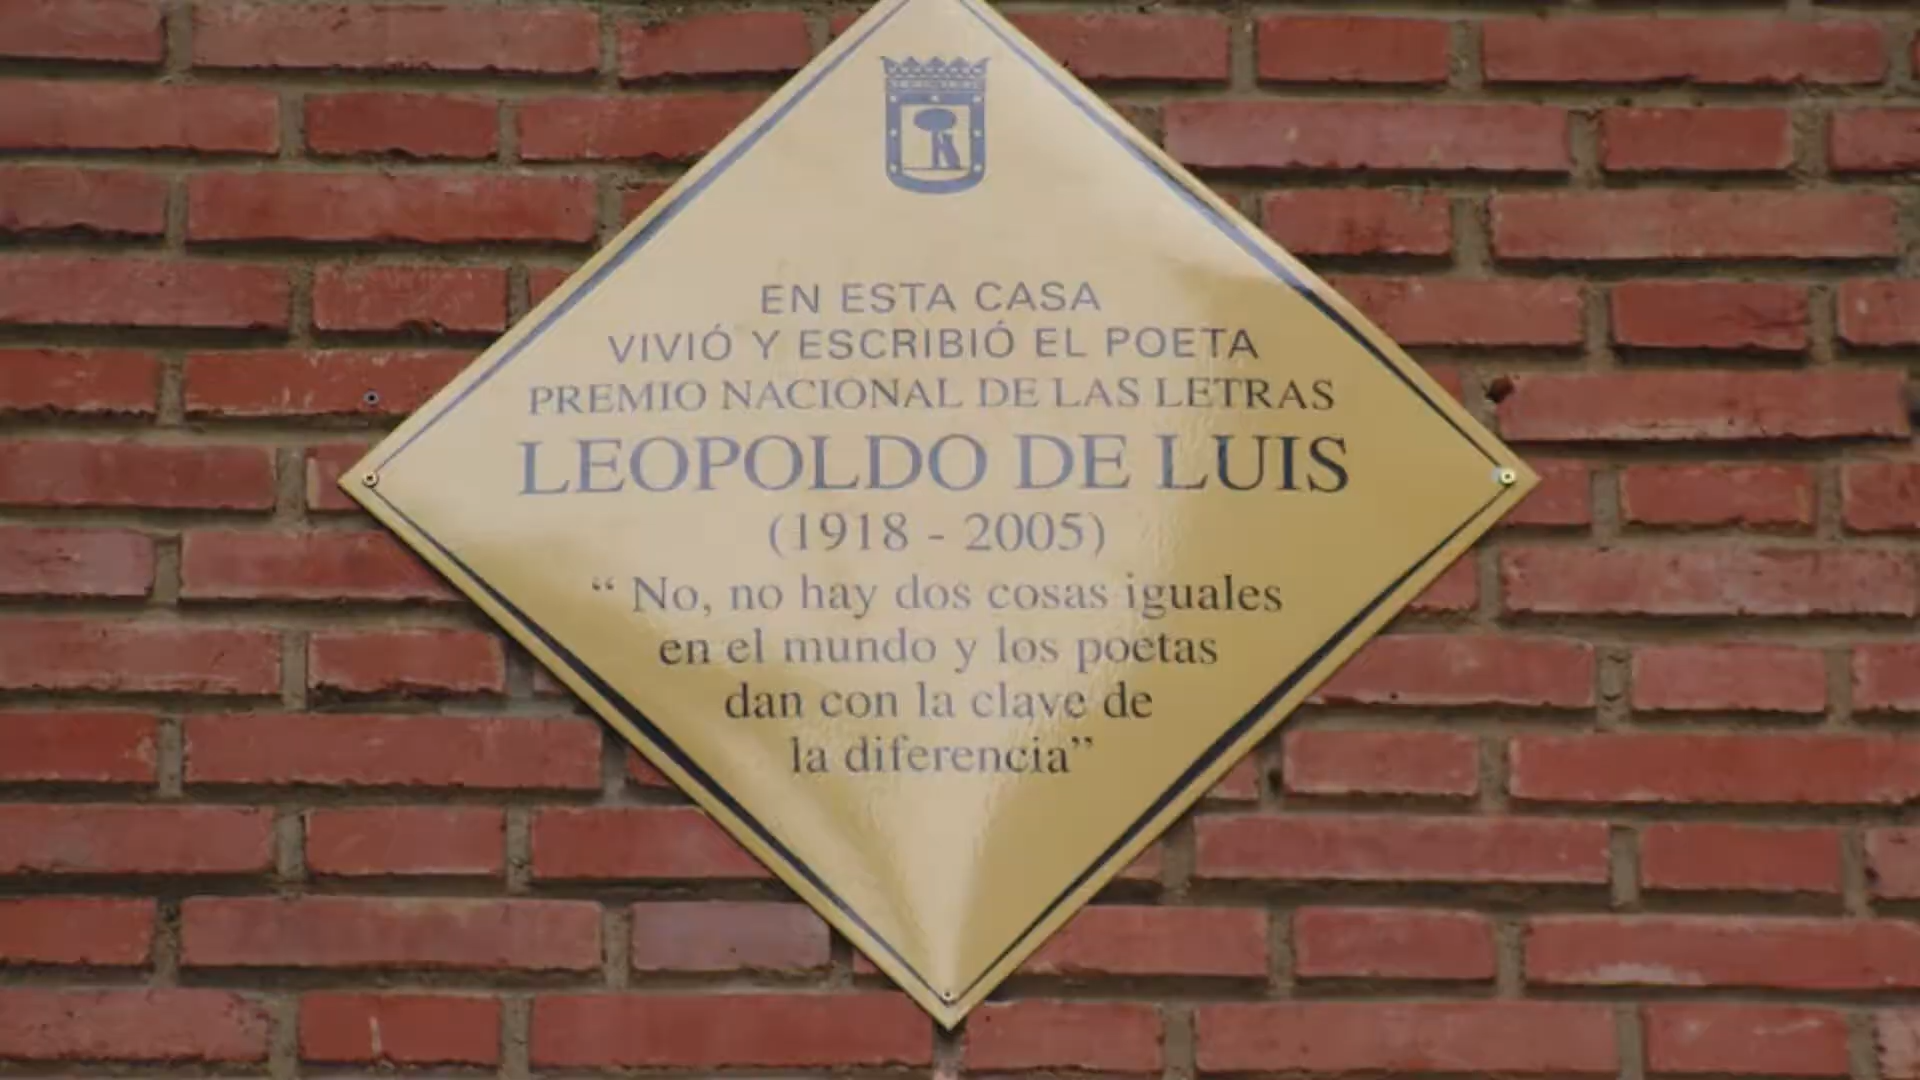 EN ESTA CASA
VIVIÓ Y ESCRIBIÓ EL POETA
PREMIO NACIONAL DE LAS LETRAS
LEOPOLDO DE LUIS
(1918 - 2005)
“ No, no hay dos cosas iguales
en el mundo y los poetas
dan con la clave de
la diferencia”